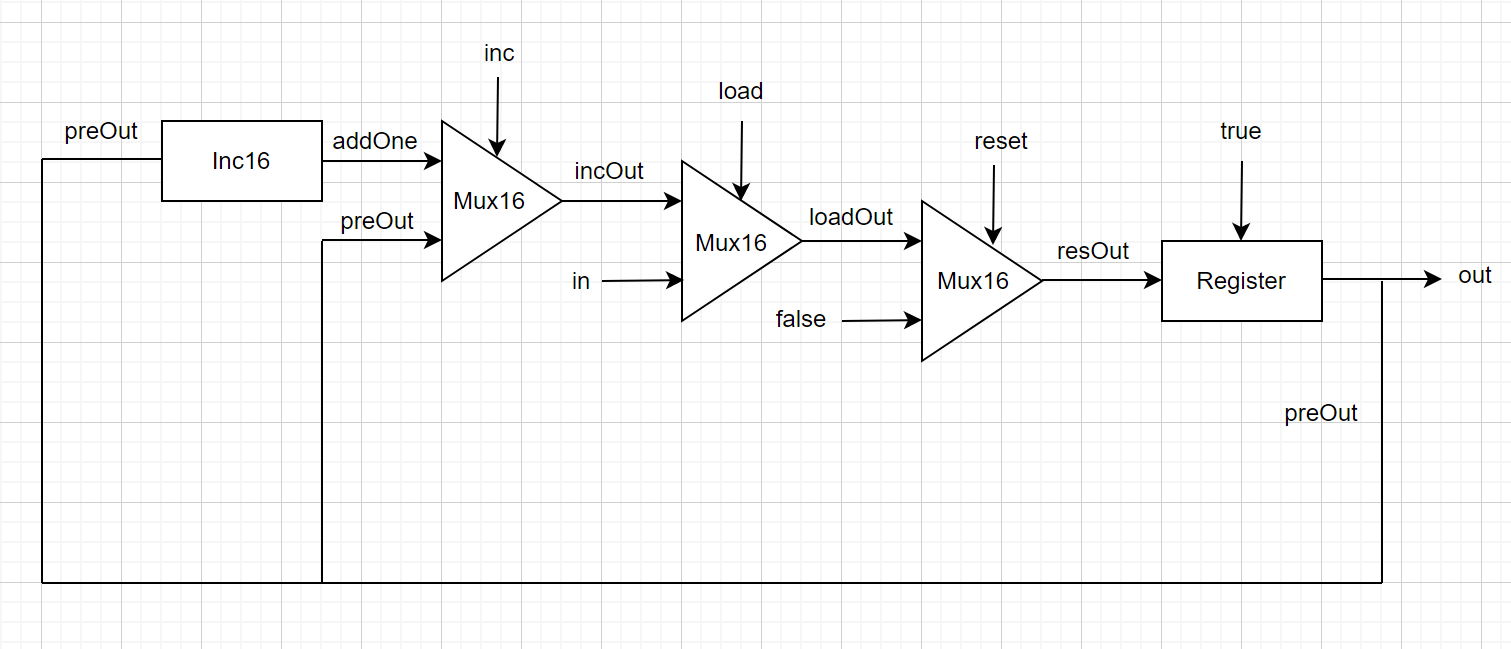 inc
load
preOut
Inc16
addOne
reset
true
incOut
Mux16
preOut
loadOut
Mux16
resOut
in
Mux16
Register
out
false
preOut